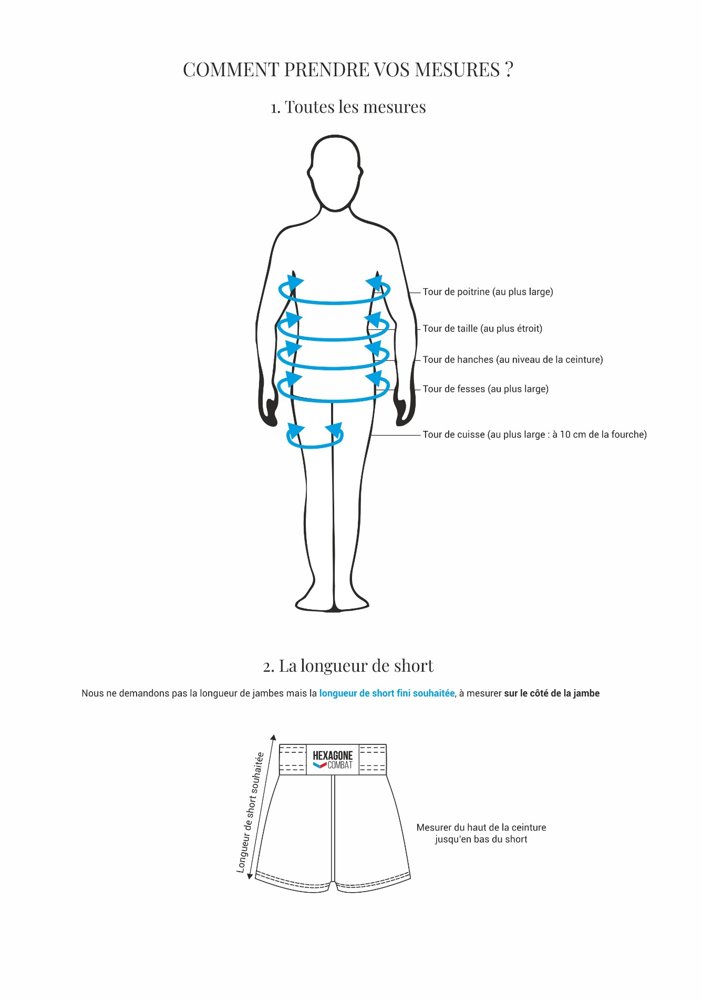 COMMENT PRENDRE VOS MESURES ?
1. Toutes les mesures
Tour de poitrine (au plus large)
Tour de taille (au plus étroit)
Tour de hanches (au niveau de la ceinture)
Tour de fesses (au plus large)
Tour de cuisse (au plus large : à 10 cm de la fourche)
2. La longueur de short
Nous ne demandons pas la longueur de jambes mais la longueur de short fini souhaitée, à mesurer sur le côté de la jambe
Longueur de short souhaitée
HEXAGONE
COMBAT
Mesurer du haut de la ceinture
jusqu'en bas du short